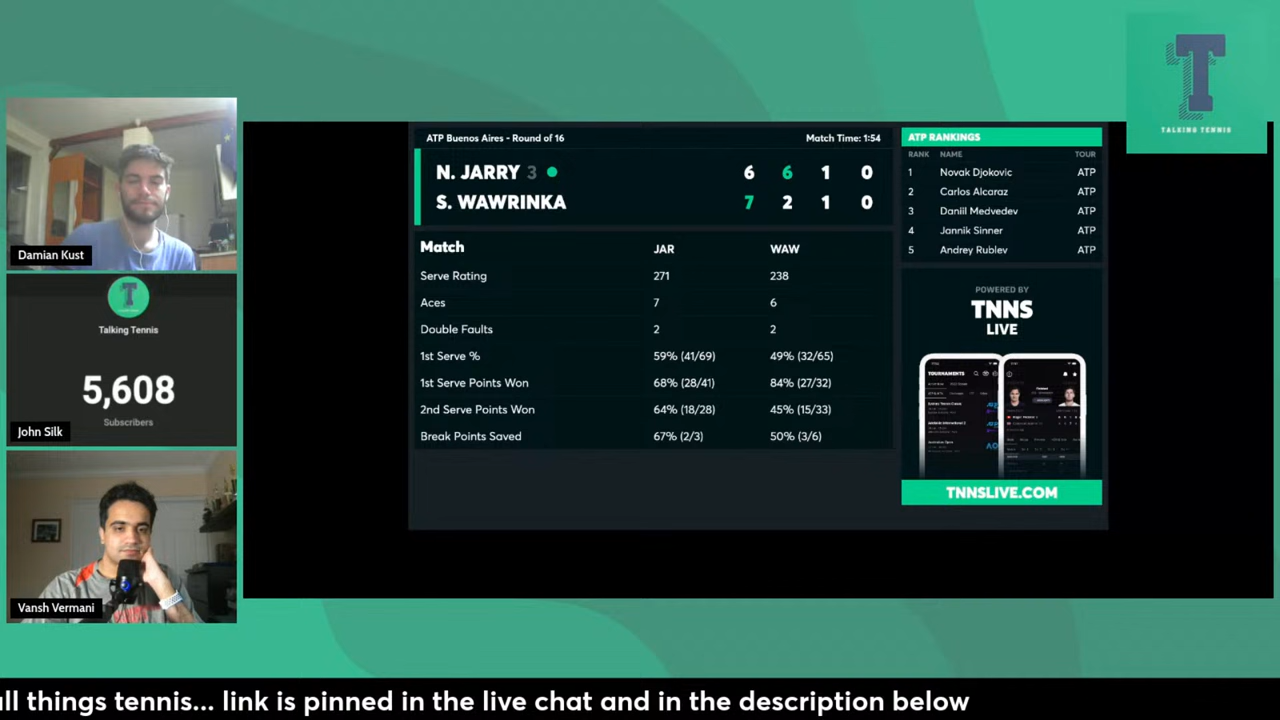 T
TALKING TENNIS
Damian Kust
T
Talking Tennis
5,608
Subscribers
John Silk
Vansh Vermani
ATP Buenos Aires - Round of 16 Match Time: 1:54
N. JARRY 3 6 6 1 0
S. WAWRINKA 7 2 1 0
Match JAR WAW
Serve Rating 271 238
Aces 7 6
Double Faults 2 2
1st Serve % 59% (41/69) 49% (32/65)
1st Serve Points Won 68% (28/41) 84% (27/32)
2nd Serve Points Won 64% (18/28) 45% (15/33)
Break Points Saved 67% (2/3) 50% (3/6)
ATP RANKINGS
RANK NAME TOUR
1 Novak Djokovic ATP
2 Carlos Alcaraz ATP
3 Daniil Medvedev ATP
4 Jannik Sinner ATP
5 Andrey Rublev ATP
POWERED BY
TNNS
LIVE
TOURNAMENTS
TNNSLIVE.COM
all things tennis... link is pinned in the live chat and in the description below